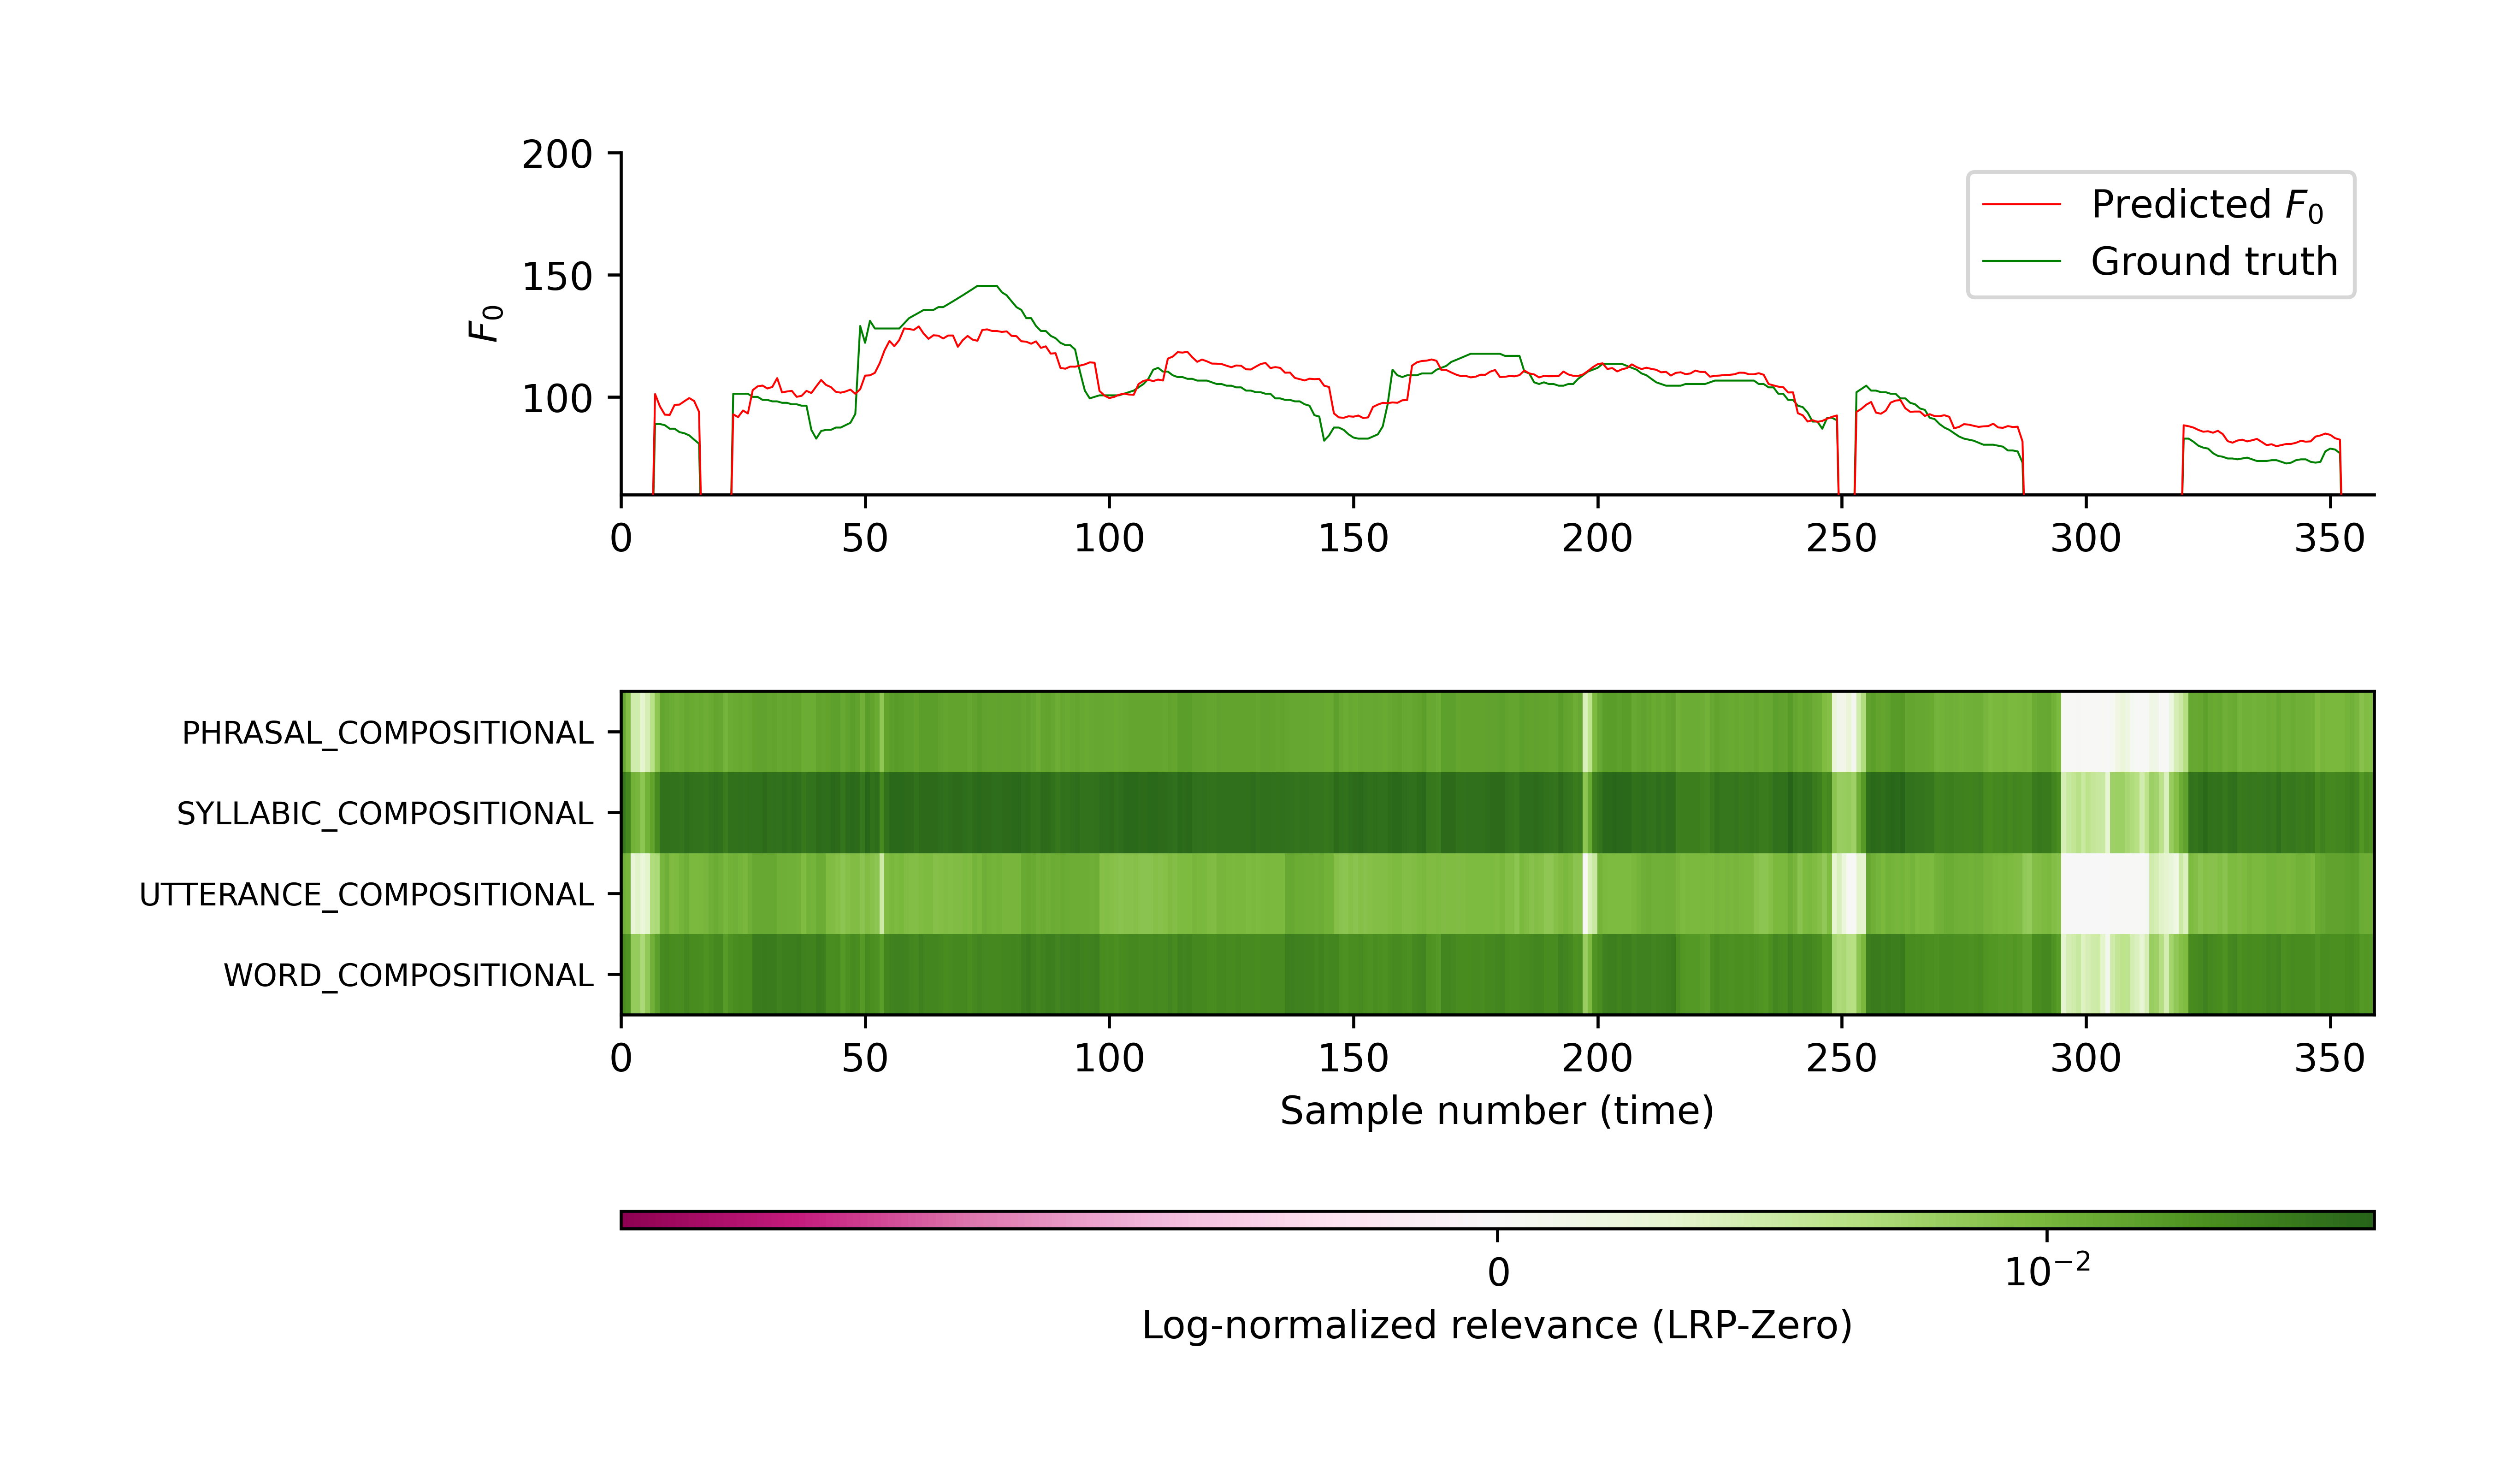 200
150
100
F₀
Predicted F₀
Ground truth
0 50 100 150 200 250 300 350
PHRASAL_COMPOSITIONAL
SYLLABIC_COMPOSITIONAL
UTTERANCE_COMPOSITIONAL
WORD_COMPOSITIONAL
0 50 100 150 200 250 300 350
Sample number (time)
0 10⁻²
Log-normalized relevance (LRP-Zero)